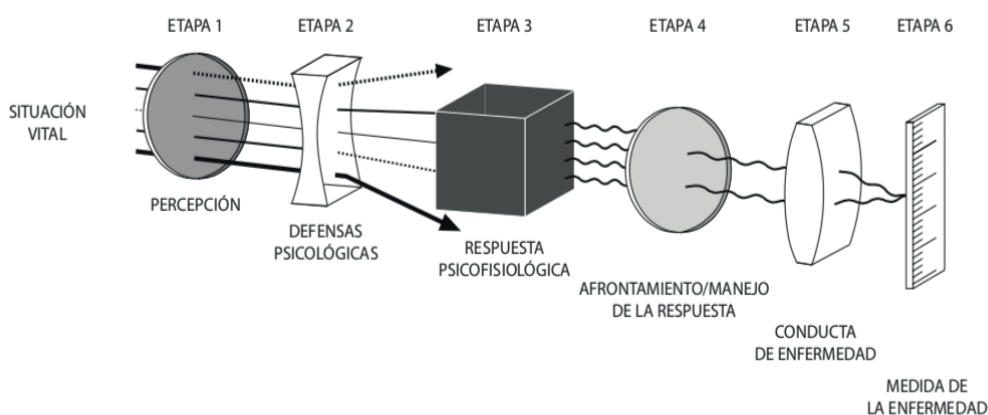 ETAPA 1
ETAPA 2
ETAPA 3
ETAPA 4
ETAPA 5
ETAPA 6
SITUACIÓN
VITAL
PERCEPCIÓN
DEFENSAS
PSICOLÓGICAS
RESPUESTA
PSICOFISIOLÓGICA
AFRONTAMIENTO/MANEJO
DE LA RESPUESTA
CONDUCTA
DE ENFERMEDAD
MEDIDA DE
LA ENFERMEDAD